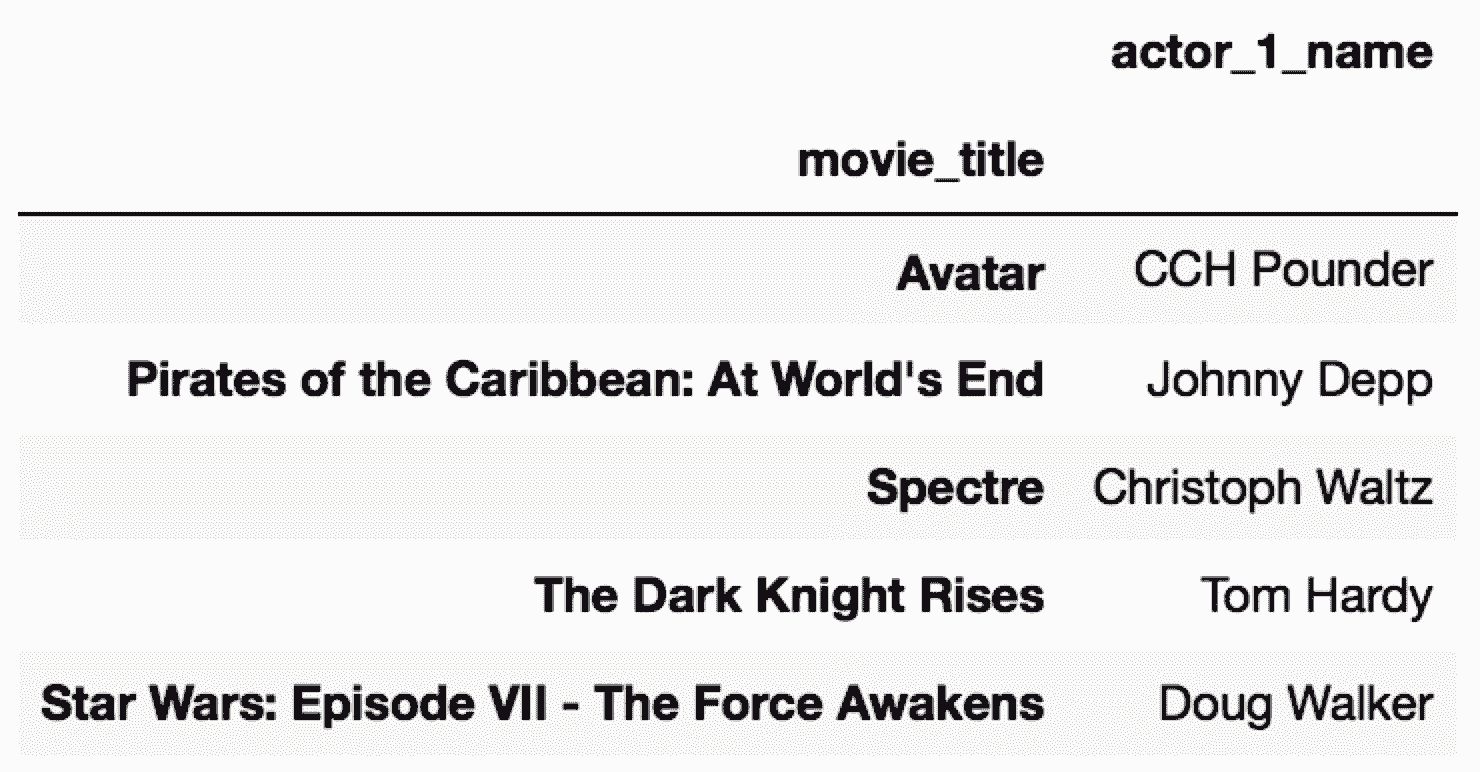 actor_1_name
movie_title
Avatar CCH Pounder
Pirates of the Caribbean: At World's End Johnny Depp
Spectre Christoph Waltz
The Dark Knight Rises Tom Hardy
Star Wars: Episode VII - The Force Awakens Doug Walker